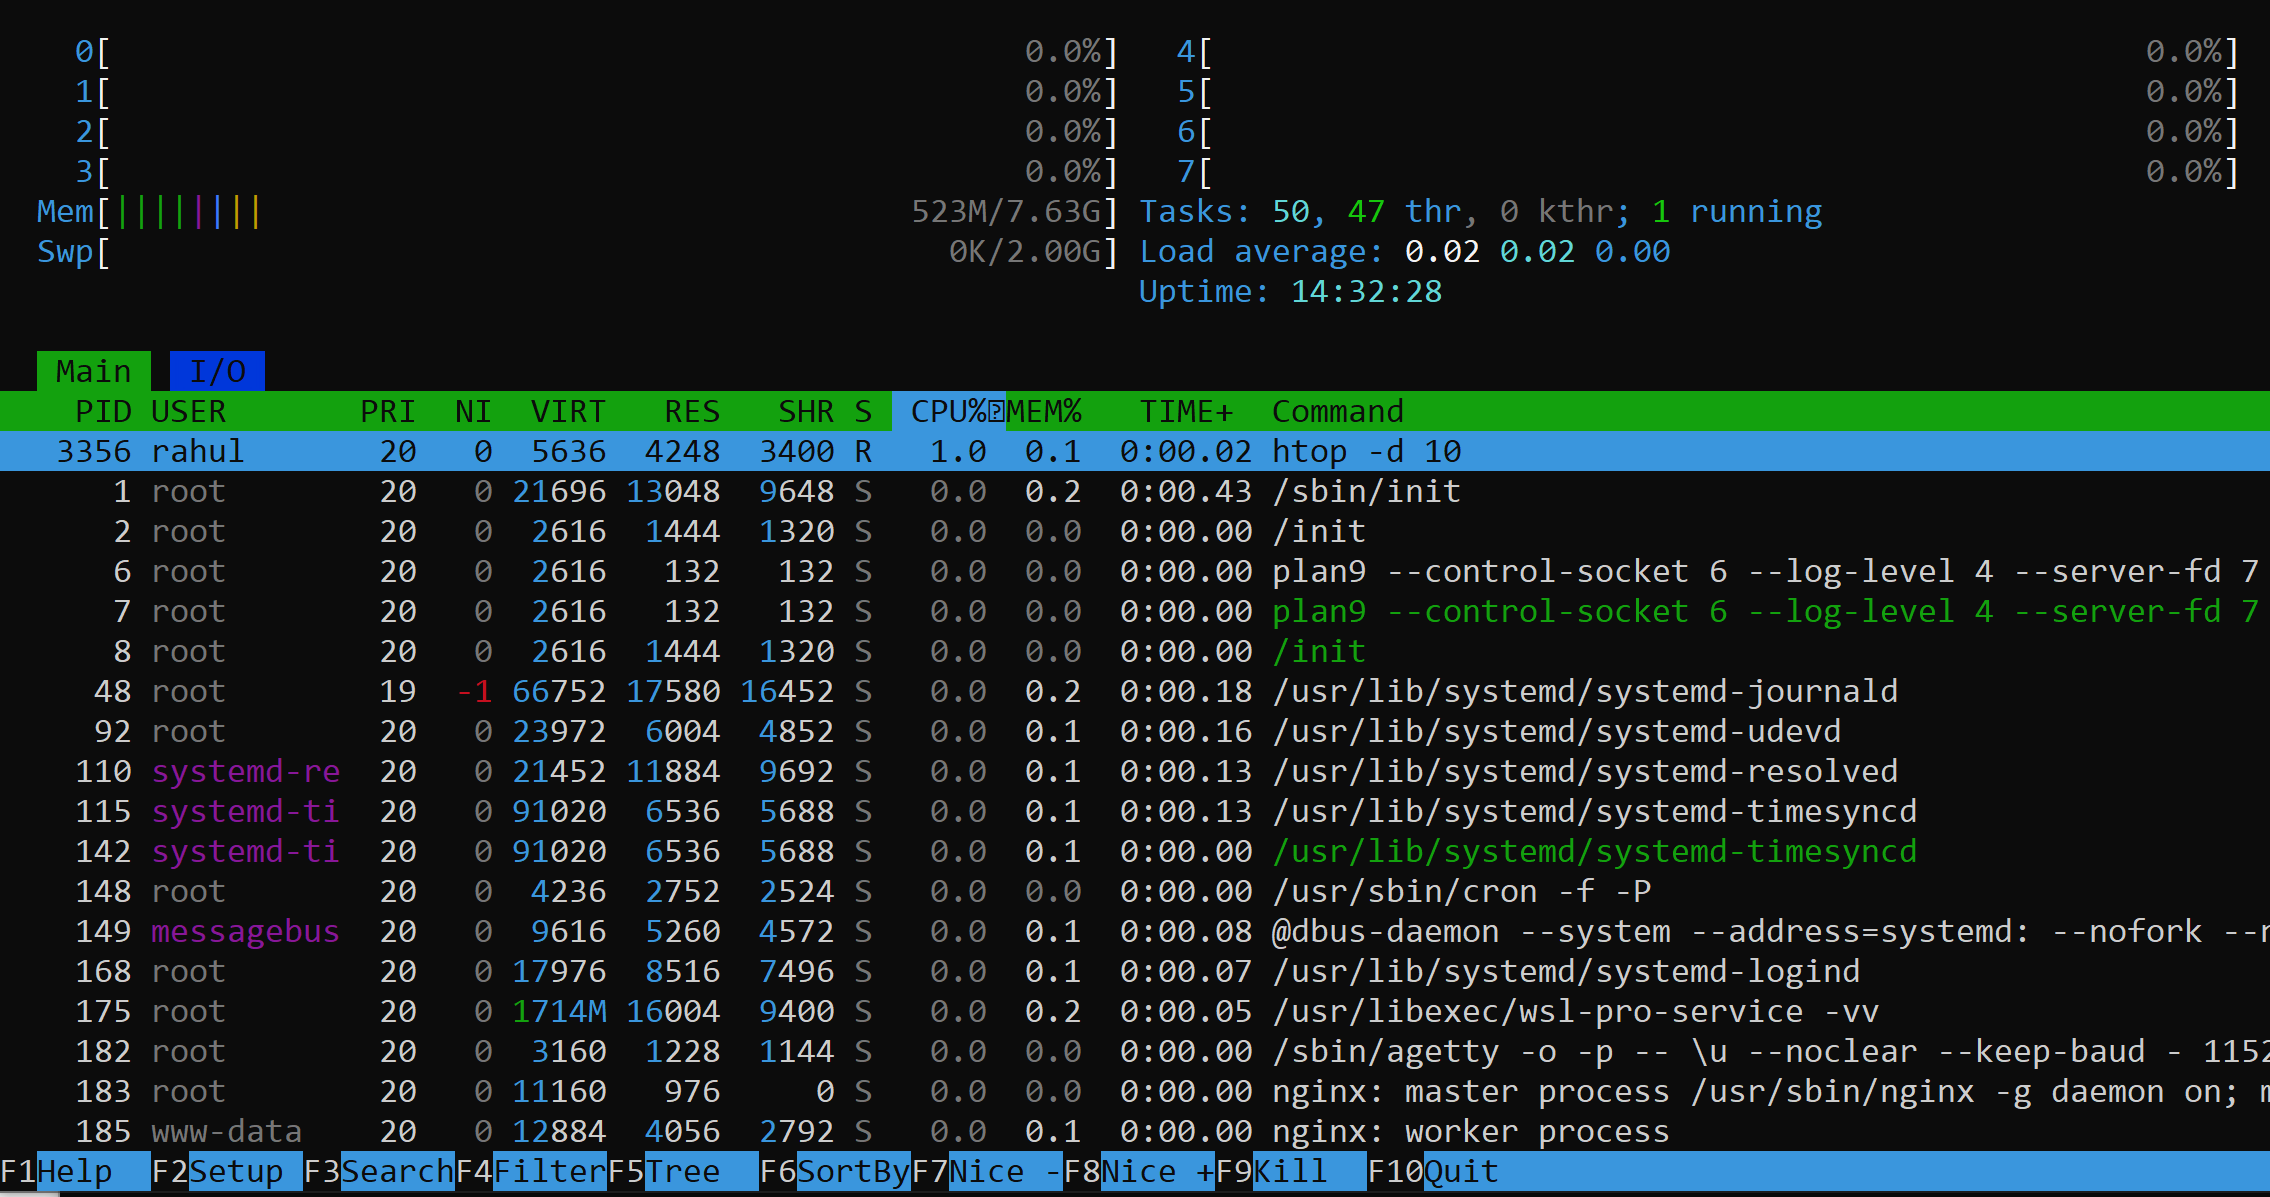 0[ 0.0%] 4[ 0.0%]
1[ 0.0%] 5[ 0.0%]
2[ 0.0%] 6[ 0.0%]
3[ 0.0%] 7[ 0.0%]
Mem[|||||||| 523M/7.63G] Tasks: 50, 47 thr, 0 kthr; 1 running
Swp[ 0K/2.00G] Load average: 0.02 0.02 0.00
Uptime: 14:32:28
Main I/O
PID USER PRI NI VIRT RES SHR S CPU% MEM% TIME+ Command
3356 rahul 20 0 5636 4248 3400 R 1.0 0.1 0:00.02 htop -d 10
1 root 20 0 21696 13048 9648 S 0.0 0.2 0:00.43 /sbin/init
2 root 20 0 2616 1444 1320 S 0.0 0.0 0:00.00 /init
6 root 20 0 2616 132 132 S 0.0 0.0 0:00.00 plan9 --control-socket 6 --log-level 4 --server-fd 7
7 root 20 0 2616 132 132 S 0.0 0.0 0:00.00 plan9 --control-socket 6 --log-level 4 --server-fd 7
8 root 20 0 2616 1444 1320 S 0.0 0.0 0:00.00 /init
48 root 19 -1 66752 17580 16452 S 0.0 0.2 0:00.18 /usr/lib/systemd/systemd-journald
92 root 20 0 23972 6004 4852 S 0.0 0.1 0:00.16 /usr/lib/systemd/systemd-udevd
110 systemd-re 20 0 21452 11884 9692 S 0.0 0.1 0:00.13 /usr/lib/systemd/systemd-resolved
115 systemd-ti 20 0 91020 6536 5688 S 0.0 0.1 0:00.13 /usr/lib/systemd/systemd-timesyncd
142 systemd-ti 20 0 91020 6536 5688 S 0.0 0.1 0:00.00 /usr/lib/systemd/systemd-timesyncd
148 root 20 0 4236 2752 2524 S 0.0 0.0 0:00.00 /usr/sbin/cron -f -P
149 messagebus 20 0 9616 5260 4572 S 0.0 0.1 0:00.08 @dbus-daemon --system --address=systemd: --nofork
168 root 20 0 17976 8516 7496 S 0.0 0.1 0:00.07 /usr/lib/systemd/systemd-logind
175 root 20 0 1714M 16004 9400 S 0.0 0.2 0:00.05 /usr/libexec/wsl-pro-service -vv
182 root 20 0 3160 1228 1144 S 0.0 0.0 0:00.00 /sbin/agetty -o -p -- \u --noclear --keep-baud - 1152
183 root 20 0 11160 976 0 S 0.0 0.0 0:00.00 nginx: master process /usr/sbin/nginx -g daemon on;
185 www-data 20 0 12884 4056 2792 S 0.0 0.1 0:00.00 nginx: worker process
F1Help F2Setup F3SearchF4FilterF5Tree F6SortByF7Nice -F8Nice +F9Kill F10Quit